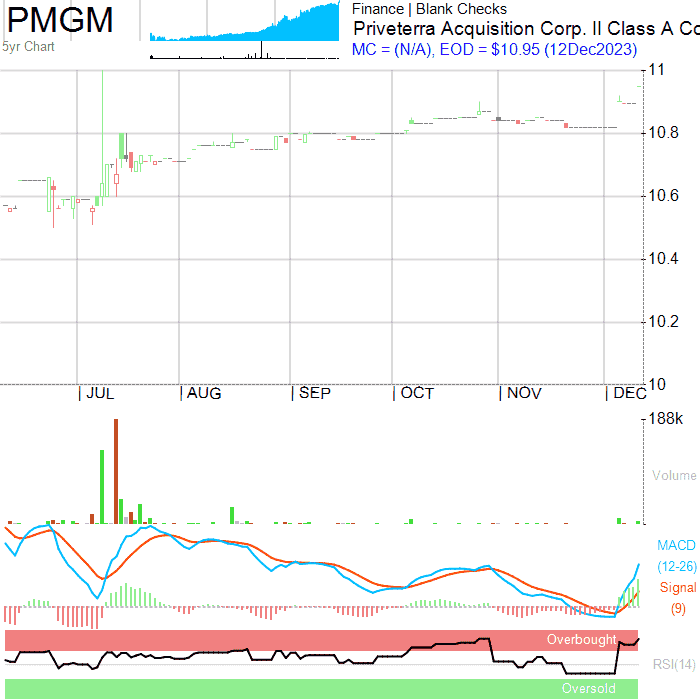 PMGM
5yr Chart
Finance | Blank Checks
Priveterra Acquisition Corp. II Class A Co
MC = (N/A), EOD = $10.95 (12Dec2023)
11
10.8
10.6
10.4
10.2
10
| JUL | AUG | SEP | OCT | NOV | DEC
188k
Volume
MACD
(12-26)
Signal
(9)
Overbought
RSI(14)
Oversold